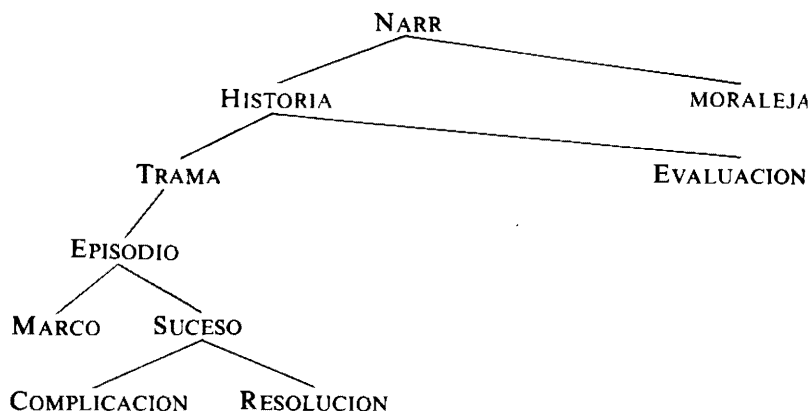 NARR
HISTORIA MORALEJA
TRAMA EVALUACION
EPISODIO
MARCO SUCESO
COMPLICACION RESOLUCION